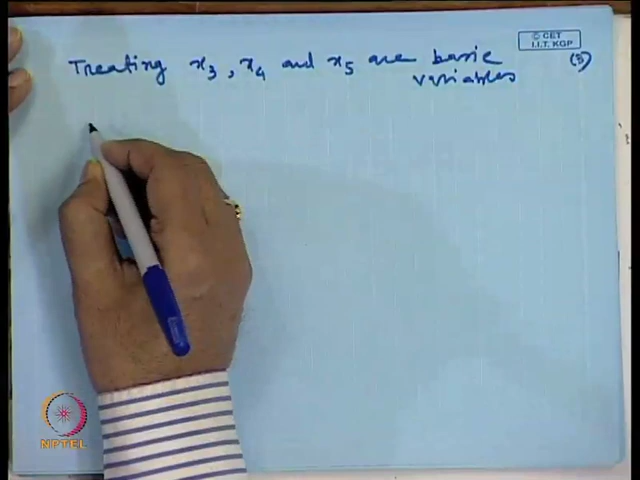 Treating x3, x4 and x5 are basic
variables
(5)
© CET
I.I.T. KGP
NPTEL